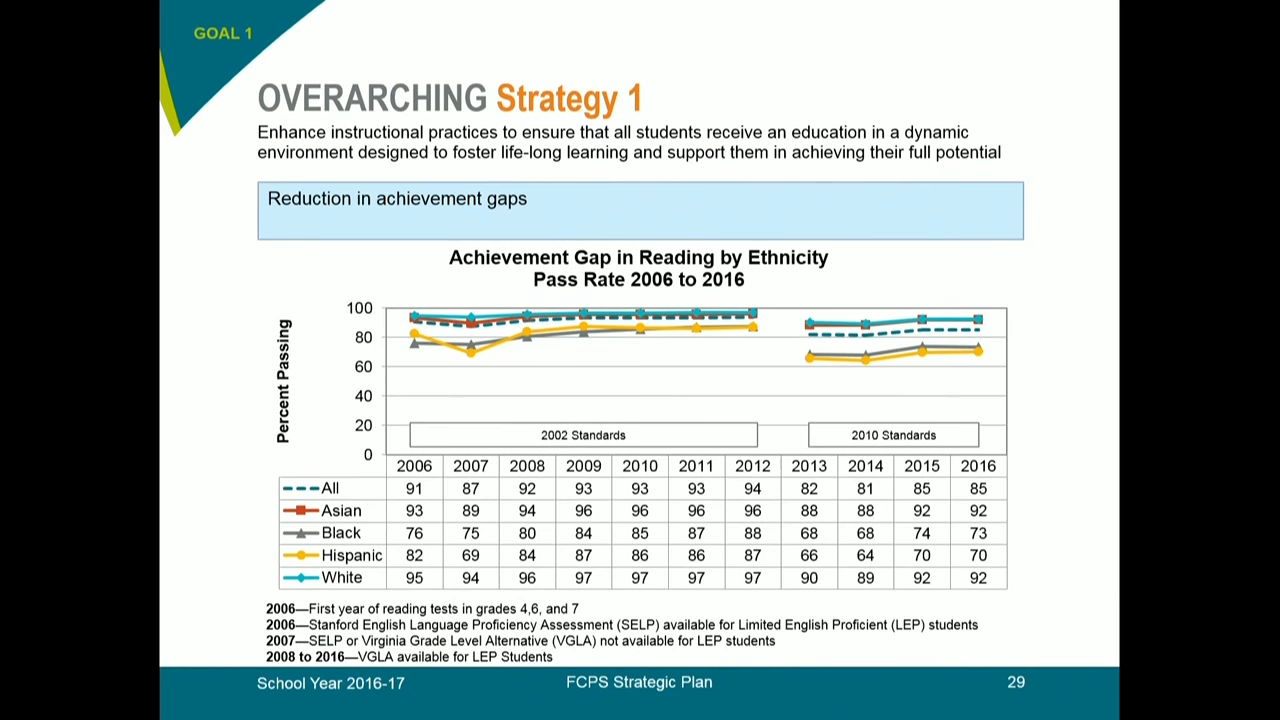 GOAL 1
OVERARCHING Strategy 1
Enhance instructional practices to ensure that all students receive an education in a dynamic
environment designed to foster life-long learning and support them in achieving their full potential
Reduction in achievement gaps
Achievement Gap in Reading by Ethnicity
Pass Rate 2006 to 2016
Percent Passing
100
80
60
40
20
0
2002 Standards
2010 Standards
2006 2007 2008 2009 2010 2011 2012 2013 2014 2015 2016
All 91 87 92 93 93 93 94 82 81 85 85
Asian 93 89 94 96 96 96 96 88 88 92 92
Black 76 75 80 84 85 87 88 68 68 74 73
Hispanic 82 69 84 87 86 86 87 66 64 70 70
White 95 94 96 97 97 97 97 90 89 92 92
2006—First year of reading tests in grades 4,6, and 7
2006—Stanford English Language Proficiency Assessment (SELP) available for Limited English Proficient (LEP) students
2007—SELP or Virginia Grade Level Alternative (VGLA) not available for LEP students
2008 to 2016—VGLA available for LEP Students
School Year 2016-17
FCPS Strategic Plan
29